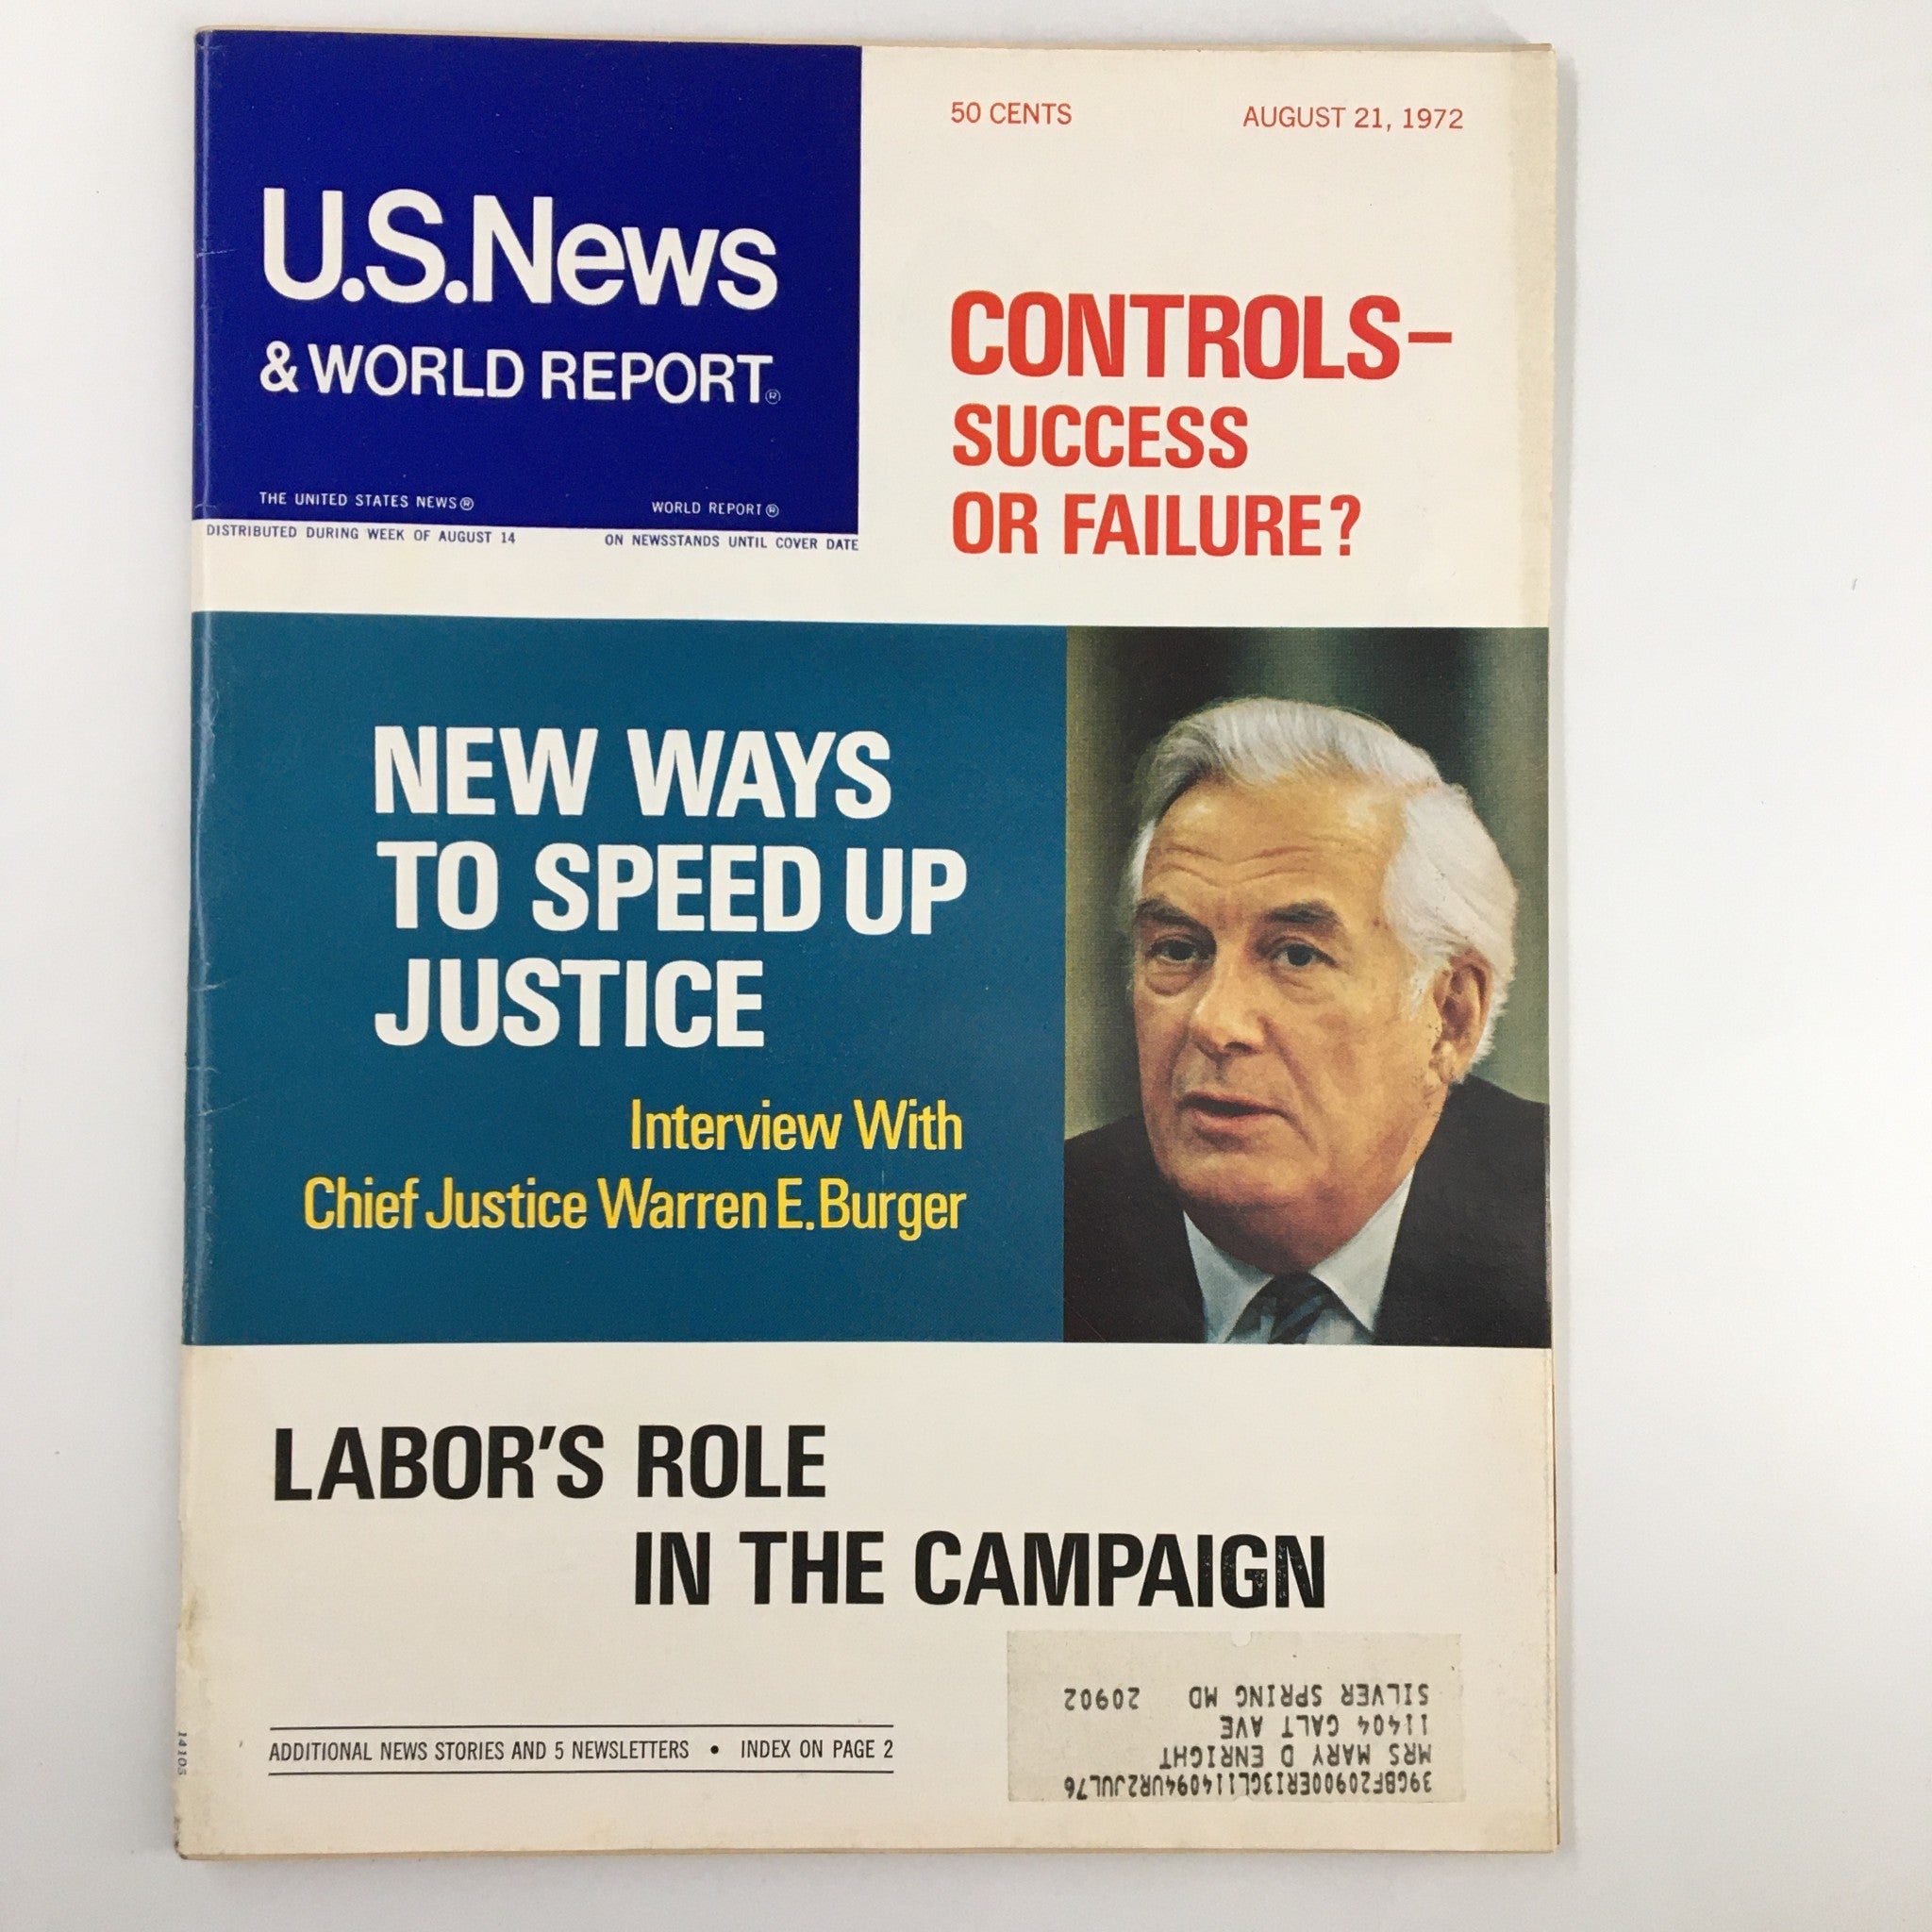 50 CENTS AUGUST 21, 1972
U.S.News
& WORLD REPORT®
THE UNITED STATES NEWS® WORLD REPORT®
DISTRIBUTED DURING WEEK OF AUGUST 14 ON NEWSSTANDS UNTIL COVER DATE
CONTROLS–
SUCCESS
OR FAILURE?
NEW WAYS
TO SPEED UP
JUSTICE
Interview With
Chief Justice Warren E. Burger
LABOR'S ROLE
IN THE CAMPAIGN
ADDITIONAL NEWS STORIES AND 5 NEWSLETTERS • INDEX ON PAGE 2
39GBF20900ERI3GL114094UR2JUL76
MRS MARY D ENRIGHT
11404 GALT AVE
SILVER SPRING MD 20902
14105